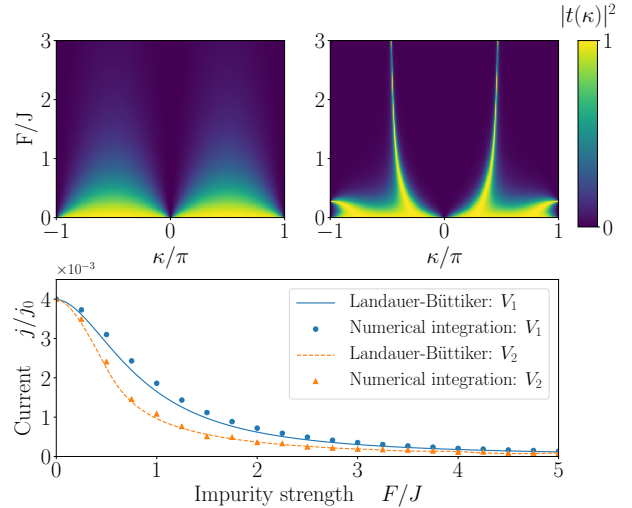 |t(κ)|²
3
2
1
0
F/J
−1 0 1
κ/π
−1 0 1
κ/π
3
2
1
0
1
0
×10⁻³
4
3
2
1
0
Current j/j₀
Landauer-Büttiker: V₁
Numerical integration: V₁
Landauer-Büttiker: V₂
Numerical integration: V₂
0 1 2 3 4 5
Impurity strength F/J